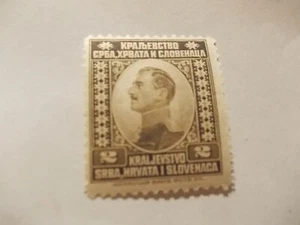 КРАЉЕВСТВО
СРБА, ХРВАТА И СЛОВЕНАЦА
2 KRALJEVSTVO 2
SRBA, HRVATA I SLOVENACA